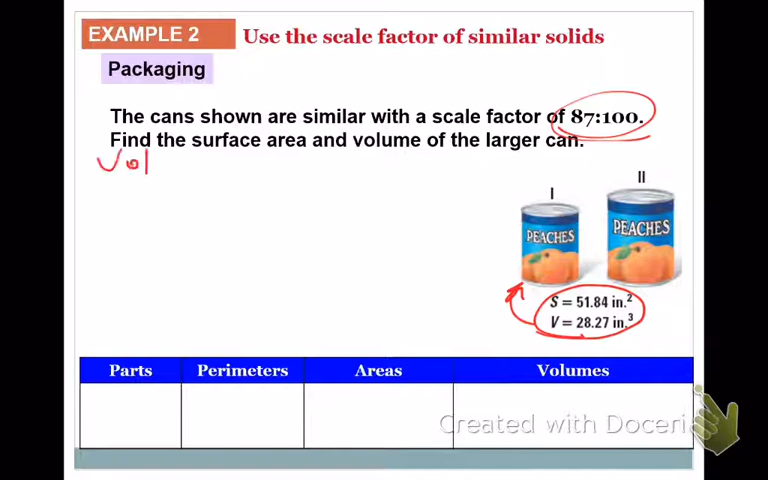 EXAMPLE 2
Use the scale factor of similar solids
Packaging
The cans shown are similar with a scale factor of 87:100.
Find the surface area and volume of the larger can.
Vol
I
II
PEACHES
PEACHES
S = 51.84 in.²
V = 28.27 in.³
Parts
Perimeters
Areas
Volumes
Created with Doceri